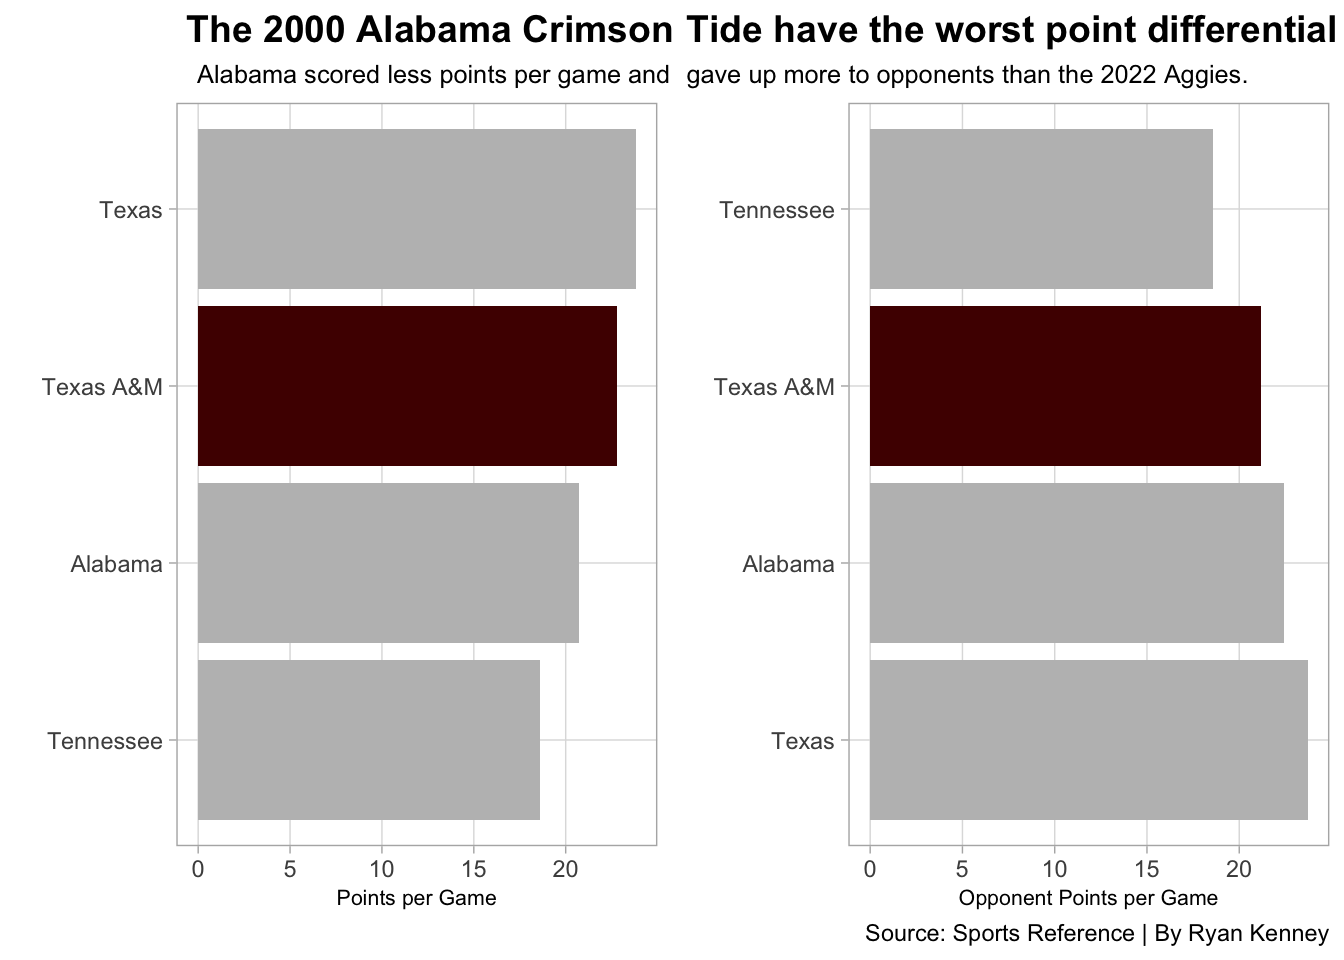 The 2000 Alabama Crimson Tide have the worst point differential
Alabama scored less points per game and gave up more to opponents than the 2022 Aggies.
Texas
Texas A&M
Alabama
Tennessee
0 5 10 15 20
Points per Game
Tennessee
Texas A&M
Alabama
Texas
0 5 10 15 20
Opponent Points per Game
Source: Sports Reference | By Ryan Kenney